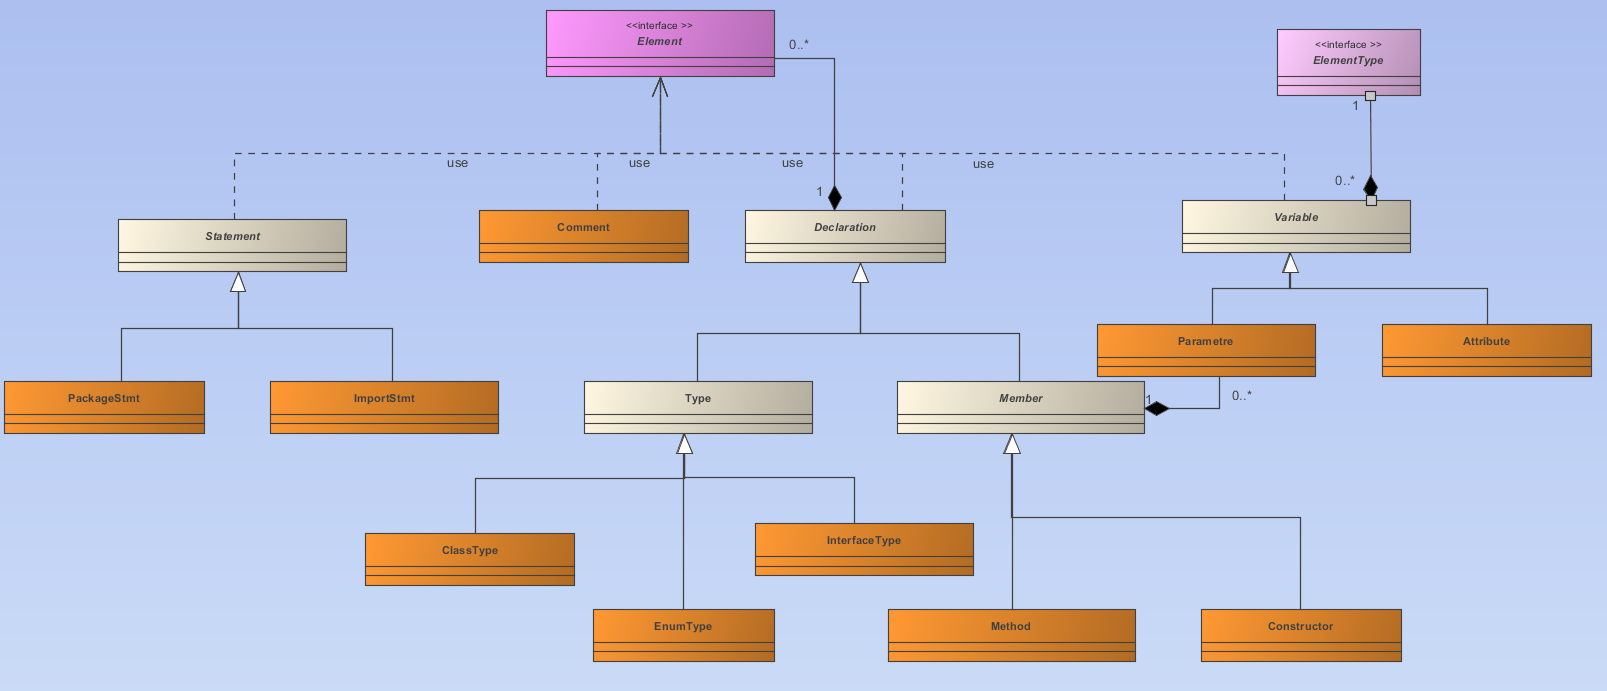 <<interface >>
Element
0..*
<<interface >>
ElementType
1
use
use
use
use
1
0..*
Statement
Comment
Declaration
Variable
Parametre
Attribute
PackageStmt
ImportStmt
Type
Member
1
0..*
ClassType
InterfaceType
EnumType
Method
Constructor